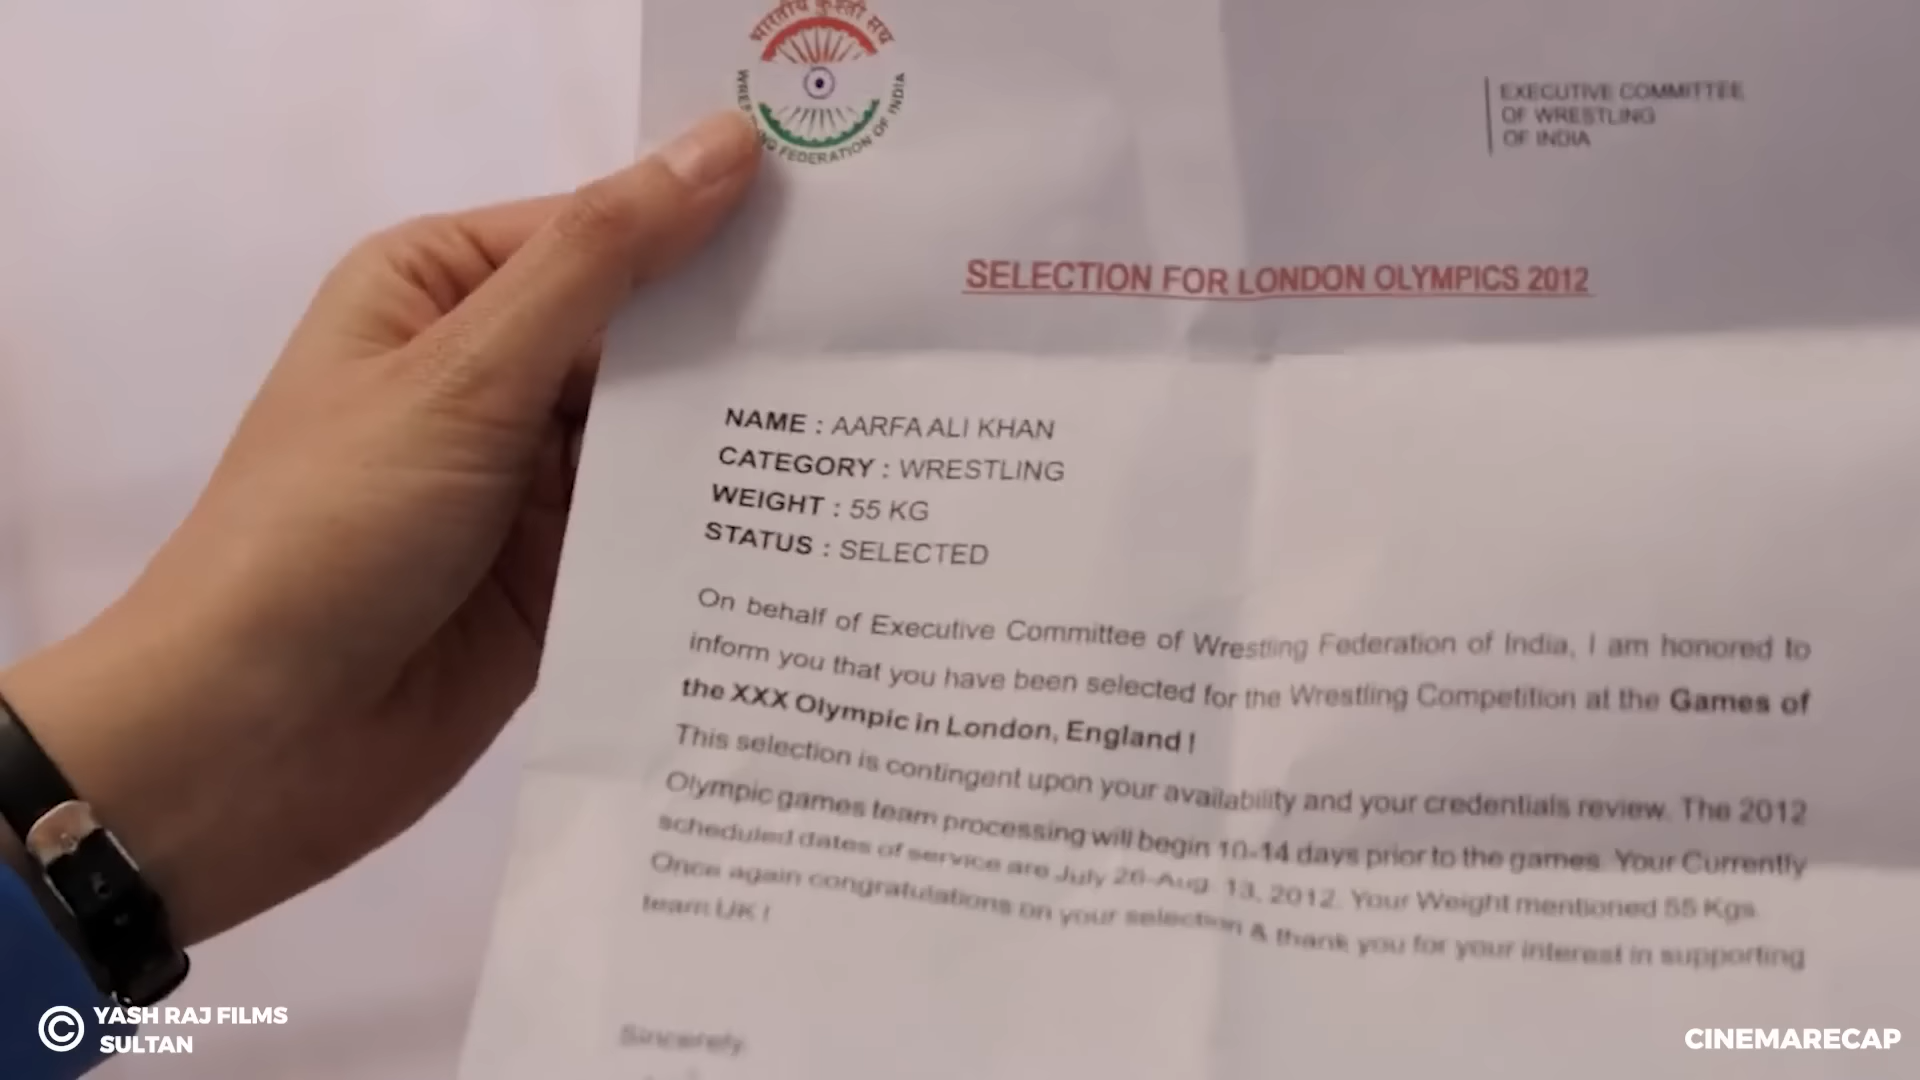 भारतीय कुश्ती संघ
WRESTLING FEDERATION OF INDIA
EXECUTIVE COMMITTEE
OF WRESTLING
OF INDIA
SELECTION FOR LONDON OLYMPICS 2012
NAME : AARFA ALI KHAN
CATEGORY : WRESTLING
WEIGHT : 55 KG
STATUS : SELECTED
On behalf of Executive Committee of Wrestling Federation of India, I am honored to
inform you that you have been selected for the Wrestling Competition at the Games of
the XXX Olympic in London, England !
This selection is contingent upon your availability and your credentials review. The 2012
Olympic games team processing will begin 10-14 days prior to the games. Your Currently
scheduled dates of service are July 26-Aug. 13, 2012. Your Weight mentioned 55 Kgs.
Once again congratulations on your selection & thank you for your interest in supporting
team UK !
Sincerely
© YASH RAJ FILMS
SULTAN
CINEMARECAP